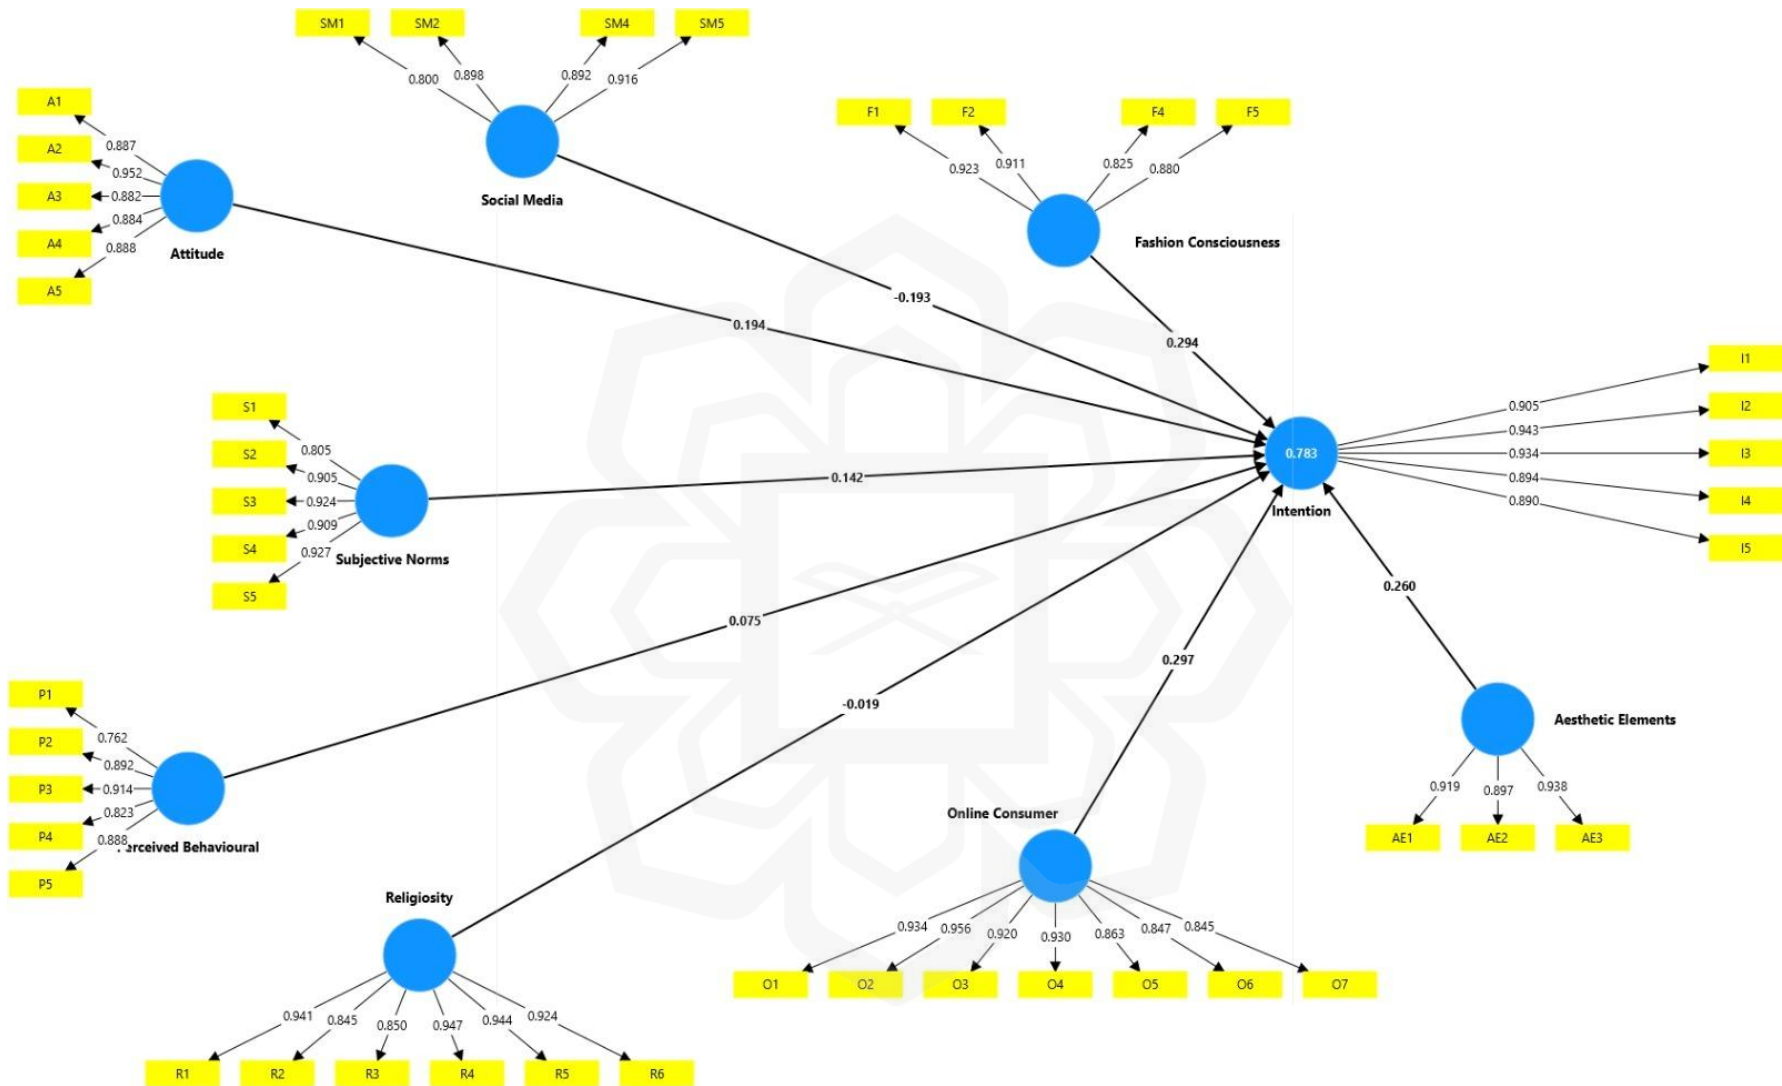 SM1
SM2
SM4
SM5
0.800
0.898
0.892
0.916
Social Media
A1
A2
A3
A4
A5
0.887
0.952
0.882
0.884
0.888
Attitude
F1
F2
F4
F5
0.923
0.911
0.825
0.880
Fashion Consciousness
-0.193
0.194
0.294
S1
S2
S3
S4
S5
0.805
0.905
0.924
0.909
0.927
Subjective Norms
0.142
0.783
Intention
I1
I2
I3
I4
I5
0.905
0.943
0.934
0.894
0.890
0.075
-0.019
0.297
0.260
P1
P2
P3
P4
P5
0.762
0.892
0.914
0.823
0.888
erceived Behavioural
Religiosity
0.941
0.845
0.850
0.947
0.944
0.924
R1
R2
R3
R4
R5
R6
Online Consumer
0.934
0.956
0.920
0.930
0.863
0.847
0.845
O1
O2
O3
O4
O5
O6
O7
Aesthetic Elements
0.919
0.897
0.938
AE1
AE2
AE3